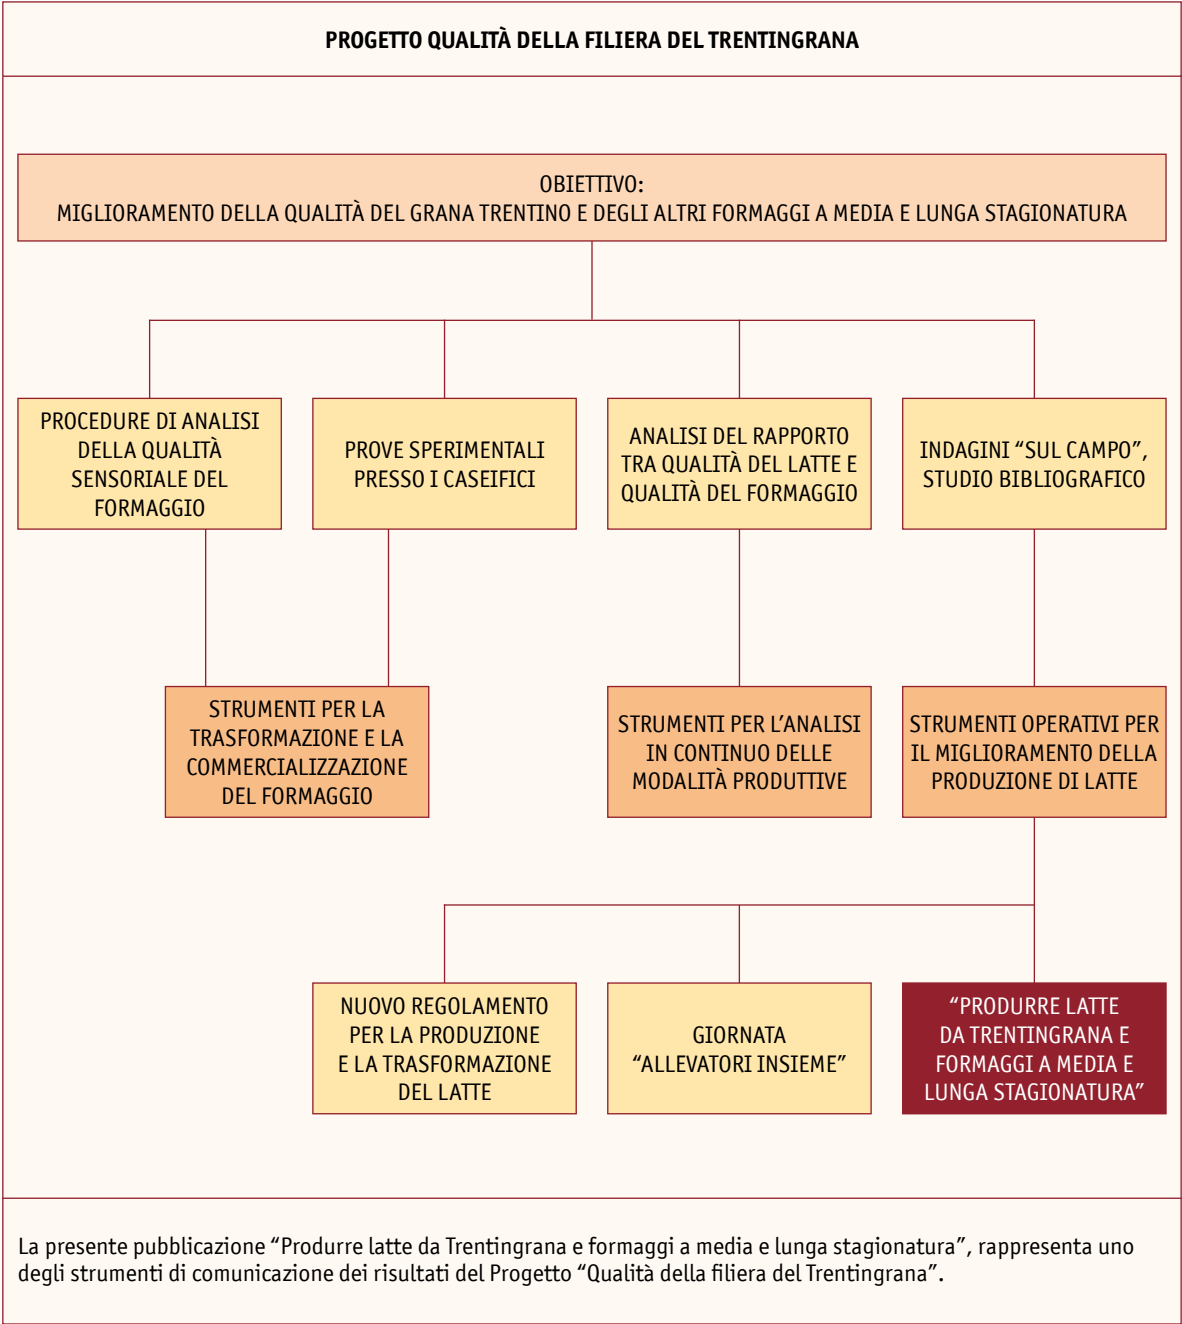 PROGETTO QUALITÀ DELLA FILIERA DEL TRENTINGRANA
OBIETTIVO:
MIGLIORAMENTO DELLA QUALITÀ DEL GRANA TRENTINO E DEGLI ALTRI FORMAGGI A MEDIA E LUNGA STAGIONATURA
PROCEDURE DI ANALISI
DELLA QUALITÀ
SENSORIALE DEL
FORMAGGIO
PROVE SPERIMENTALI
PRESSO I CASEIFICI
ANALISI DEL RAPPORTO
TRA QUALITÀ DEL LATTE E
QUALITÀ DEL FORMAGGIO
INDAGINI “SUL CAMPO”,
STUDIO BIBLIOGRAFICO
STRUMENTI PER LA
TRASFORMAZIONE E LA
COMMERCIALIZZAZIONE
DEL FORMAGGIO
STRUMENTI PER L’ANALISI
IN CONTINUO DELLE
MODALITÀ PRODUTTIVE
STRUMENTI OPERATIVI PER
IL MIGLIORAMENTO DELLA
PRODUZIONE DI LATTE
NUOVO REGOLAMENTO
PER LA PRODUZIONE
E LA TRASFORMAZIONE
DEL LATTE
GIORNATA
“ALLEVATORI INSIEME”
“PRODURRE LATTE
DA TRENTINGRANA E
FORMAGGI A MEDIA E
LUNGA STAGIONATURA”
La presente pubblicazione “Produrre latte da Trentingrana e formaggi a media e lunga stagionatura”, rappresenta uno
degli strumenti di comunicazione dei risultati del Progetto “Qualità della filiera del Trentingrana”.